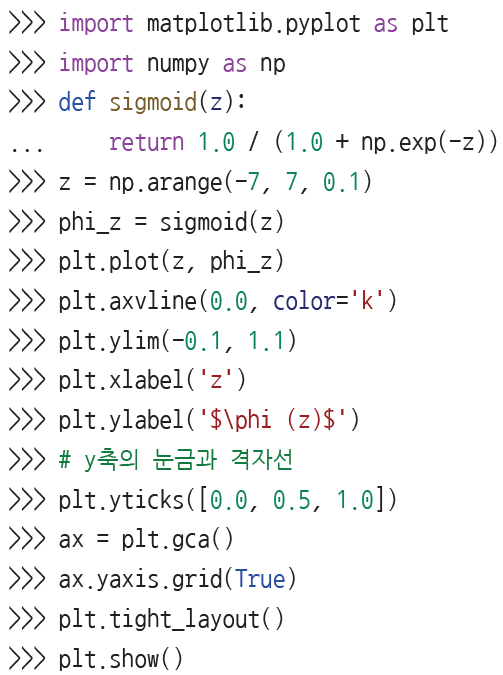 >>> import matplotlib.pyplot as plt
>>> import numpy as np
>>> def sigmoid(z):
...     return 1.0 / (1.0 + np.exp(-z))
>>> z = np.arange(-7, 7, 0.1)
>>> phi_z = sigmoid(z)
>>> plt.plot(z, phi_z)
>>> plt.axvline(0.0, color='k')
>>> plt.ylim(-0.1, 1.1)
>>> plt.xlabel('z')
>>> plt.ylabel('$\phi (z)$')
>>> # y축의 눈금과 격자선
>>> plt.yticks([0.0, 0.5, 1.0])
>>> ax = plt.gca()
>>> ax.yaxis.grid(True)
>>> plt.tight_layout()
>>> plt.show()